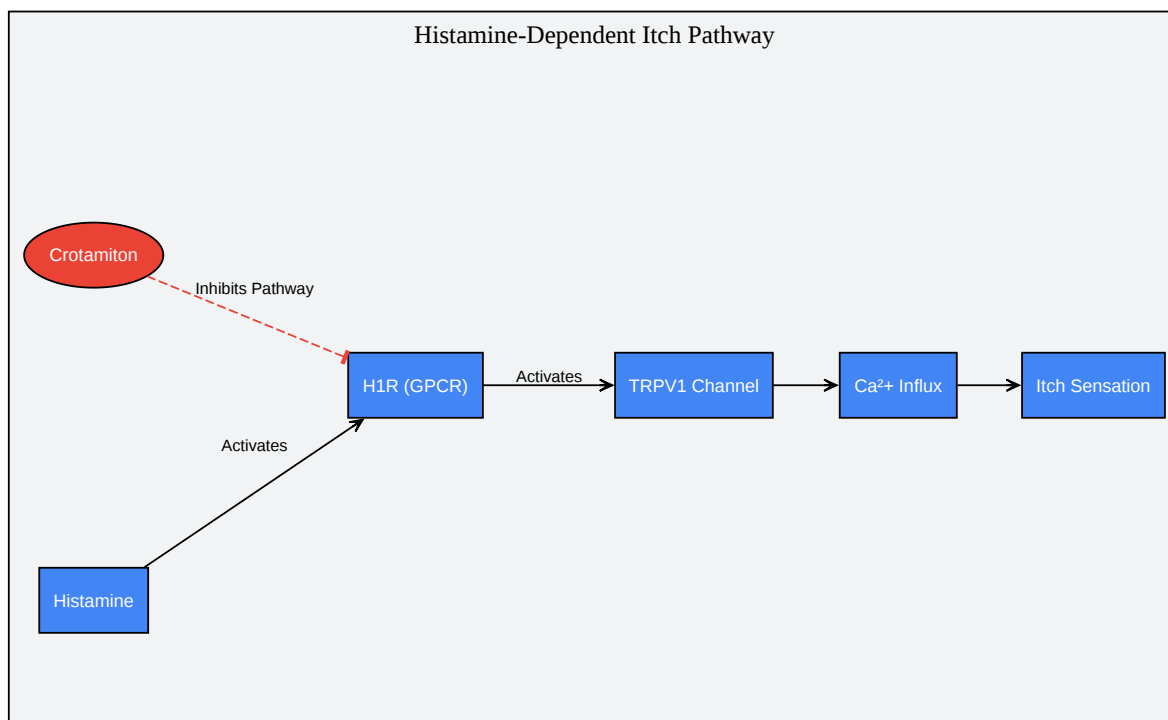 Histamine-Dependent Itch Pathway
Crotamiton
Inhibits Pathway
H1R (GPCR)
Activates
TRPV1 Channel
Ca²+ Influx
Itch Sensation
Activates
Histamine